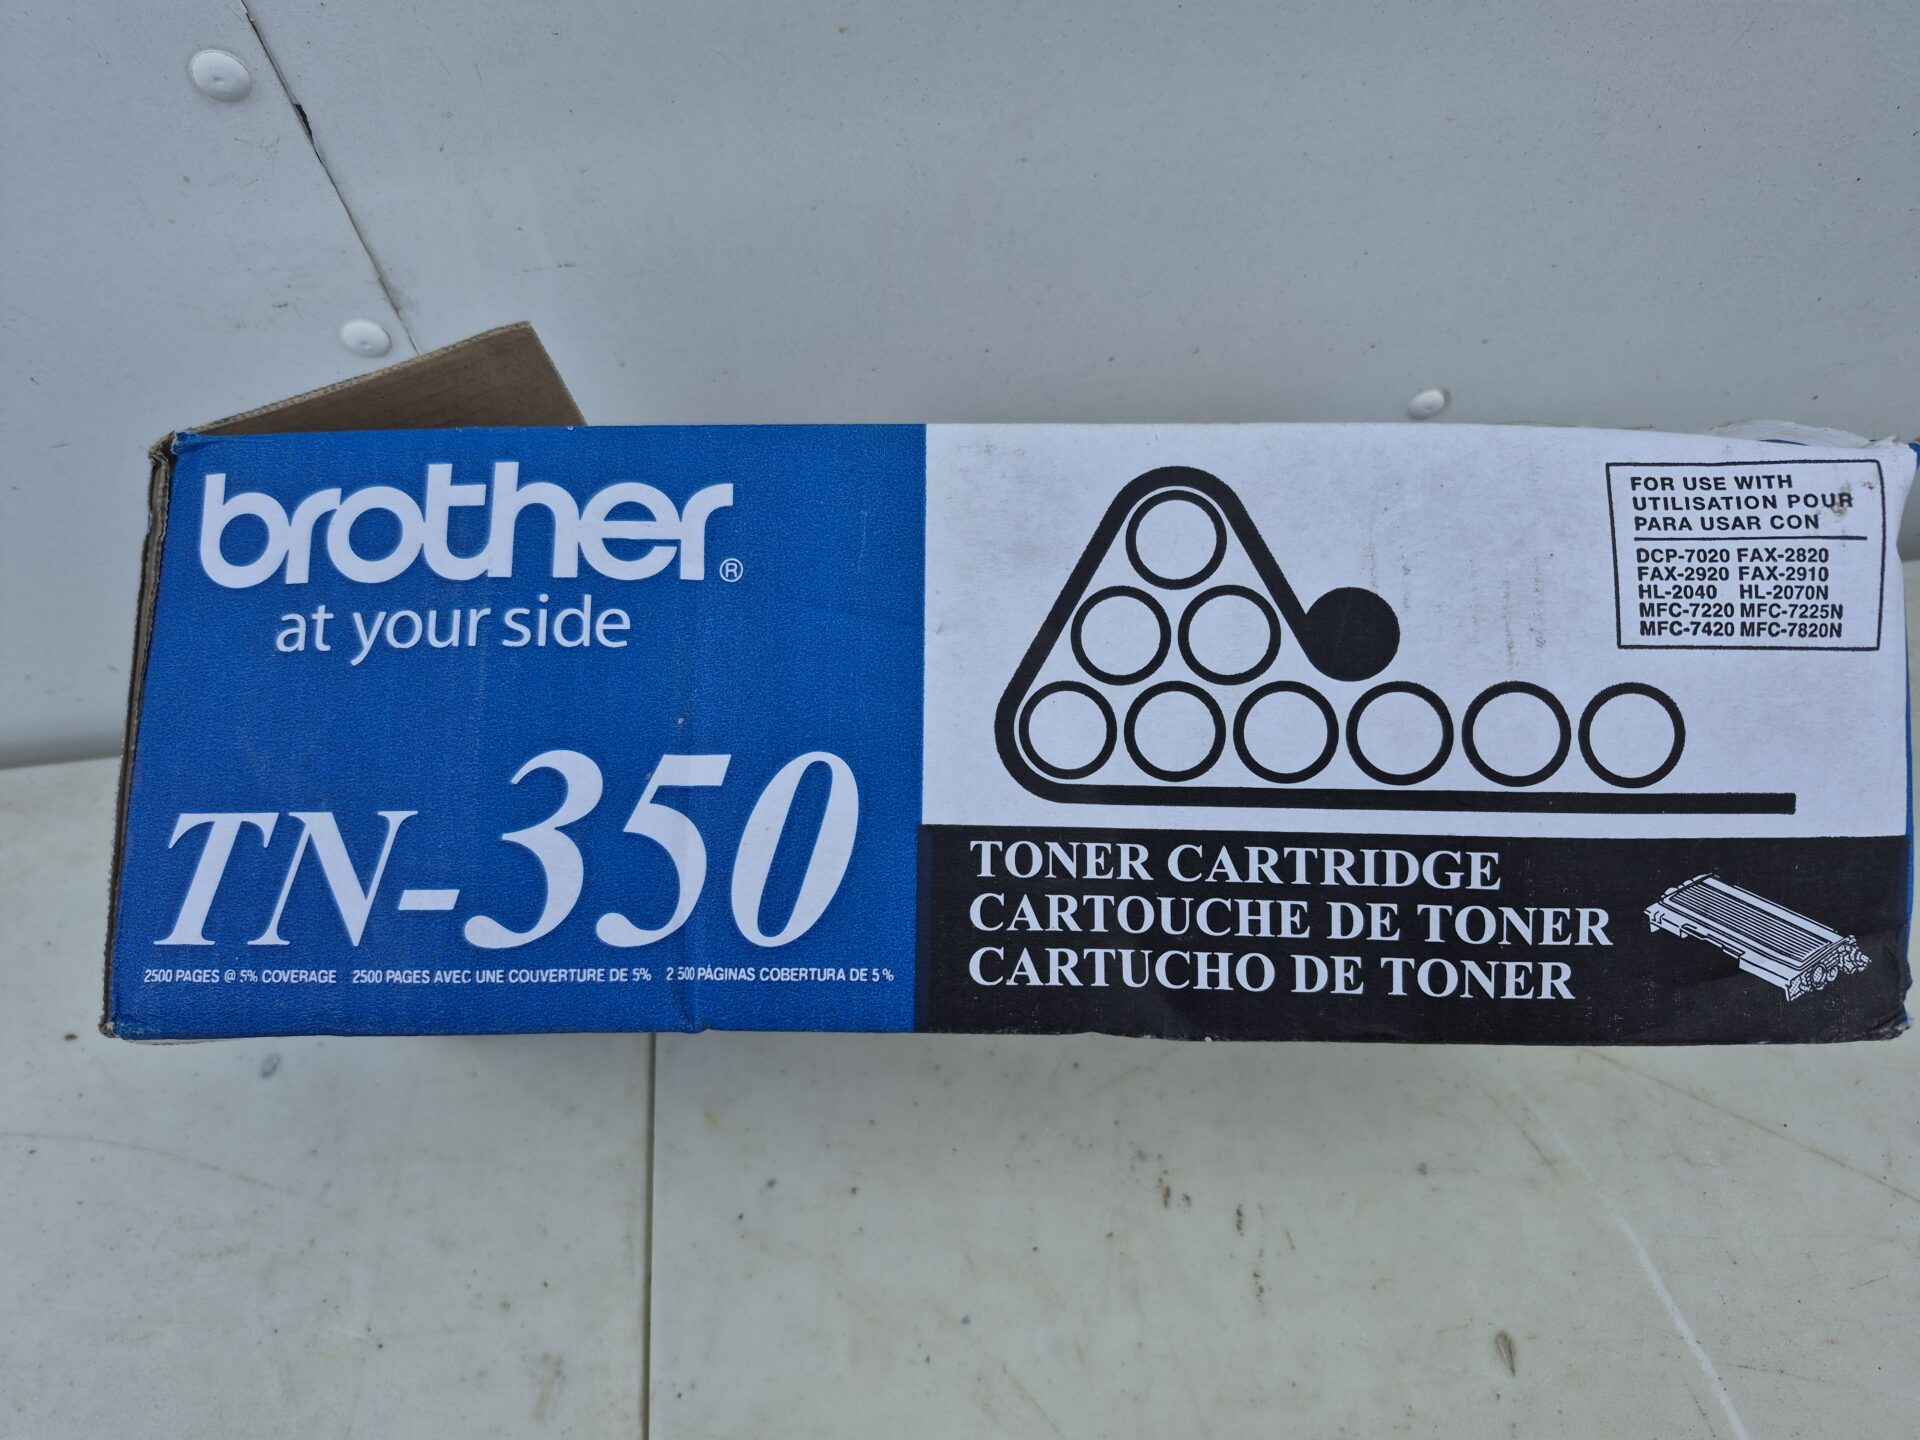 brother®
at your side
TN-350
2500 PAGES @ 5% COVERAGE 2500 PAGES AVEC UNE COUVERTURE DE 5% 2 500 PÁGINAS COBERTURA DE 5%
FOR USE WITH
UTILISATION POUR
PARA USAR CON
DCP-7020 FAX-2820
FAX-2920 FAX-2910
HL-2040 HL-2070N
MFC-7220 MFC-7225N
MFC-7420 MFC-7820N
TONER CARTRIDGE
CARTOUCHE DE TONER
CARTUCHO DE TONER